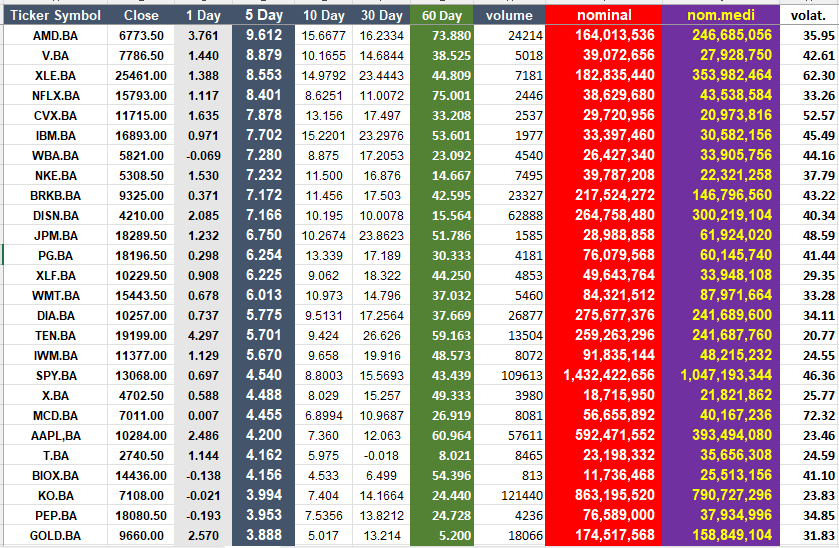 Ticker Symbol Close 1 Day 5 Day 10 Day 30 Day 60 Day volume nominal nom.medi volat.
AMD.BA 6773.50 3.761 9.612 15.6677 16.2334 73.880 24214 164,013,536 246,685,056 35.95
V.BA 7786.50 1.440 8.879 10.1655 14.6844 38.525 5018 39,072,656 27,928,750 42.61
XLE.BA 25461.00 1.388 8.553 14.9792 23.4443 44.809 7181 182,835,440 353,982,464 62.30
NFLX.BA 15793.00 1.117 8.401 8.6251 11.0072 75.001 2446 38,629,680 43,538,584 33.26
CVX.BA 11715.00 1.635 7.878 13.156 17.497 33.208 2537 29,720,956 20,973,816 52.57
IBM.BA 16893.00 0.971 7.702 15.2201 23.2976 53.601 1977 33,397,460 30,582,156 45.49
WBA.BA 5821.00 -0.069 7.280 8.875 17.2053 23.092 4540 26,427,340 33,905,756 44.16
NKE.BA 5308.50 1.530 7.232 11.500 16.876 14.667 7495 39,787,208 22,321,258 37.79
BRKB.BA 9325.00 0.371 7.172 11.456 17.503 42.595 23327 217,524,272 146,796,560 43.22
DISN.BA 4210.00 2.085 7.166 10.195 10.0078 15.564 62888 264,758,480 300,219,104 40.34
JPM.BA 18289.50 1.232 6.750 10.2674 23.8623 51.786 1585 28,988,858 61,924,020 48.59
PG.BA 18196.50 0.298 6.254 13.339 17.189 30.333 4181 76,079,568 60,145,740 41.44
XLF.BA 10229.50 0.908 6.225 9.062 18.322 44.250 4853 49,643,764 33,948,108 29.35
WMT.BA 15443.50 0.678 6.013 10.973 14.796 37.032 5460 84,321,512 87,971,664 33.28
DIA.BA 10257.00 0.737 5.775 9.5131 17.2564 37.669 26877 275,677,376 241,689,600 34.11
TEN.BA 19199.00 4.297 5.701 9.424 26.626 59.163 13504 259,263,296 241,687,760 20.77
IWM.BA 11377.00 1.129 5.670 9.658 19.916 48.573 8072 91,835,144 48,215,232 24.55
SPY.BA 13068.00 0.697 4.540 8.8003 15.5693 43.439 109613 1,432,422,656 1,047,193,344 46.36
X.BA 4702.50 0.588 4.488 8.029 15.257 49.333 3980 18,715,950 21,821,862 25.77
MCD.BA 7011.00 0.007 4.455 6.8994 10.9687 26.919 8081 56,655,892 40,167,236 72.32
AAPL,BA 10284.00 2.486 4.200 7.360 12.063 60.964 57611 592,471,552 393,494,080 23.46
T.BA 2740.50 1.144 4.162 5.975 -0.018 8.021 8465 23,198,332 35,656,308 24.59
BIOX.BA 14436.00 -0.138 4.156 4.533 6.499 54.396 813 11,736,468 25,513,156 41.10
KO.BA 7108.00 -0.021 3.994 7.404 14.1664 24.440 121440 863,195,520 790,727,296 23.83
PEP.BA 18080.50 -0.193 3.953 7.5356 13.8212 24.728 4236 76,589,000 37,934,996 34.85
GOLD.BA 9660.00 2.570 3.888 5.017 13.214 5.200 18066 174,517,568 158,849,104 31.83